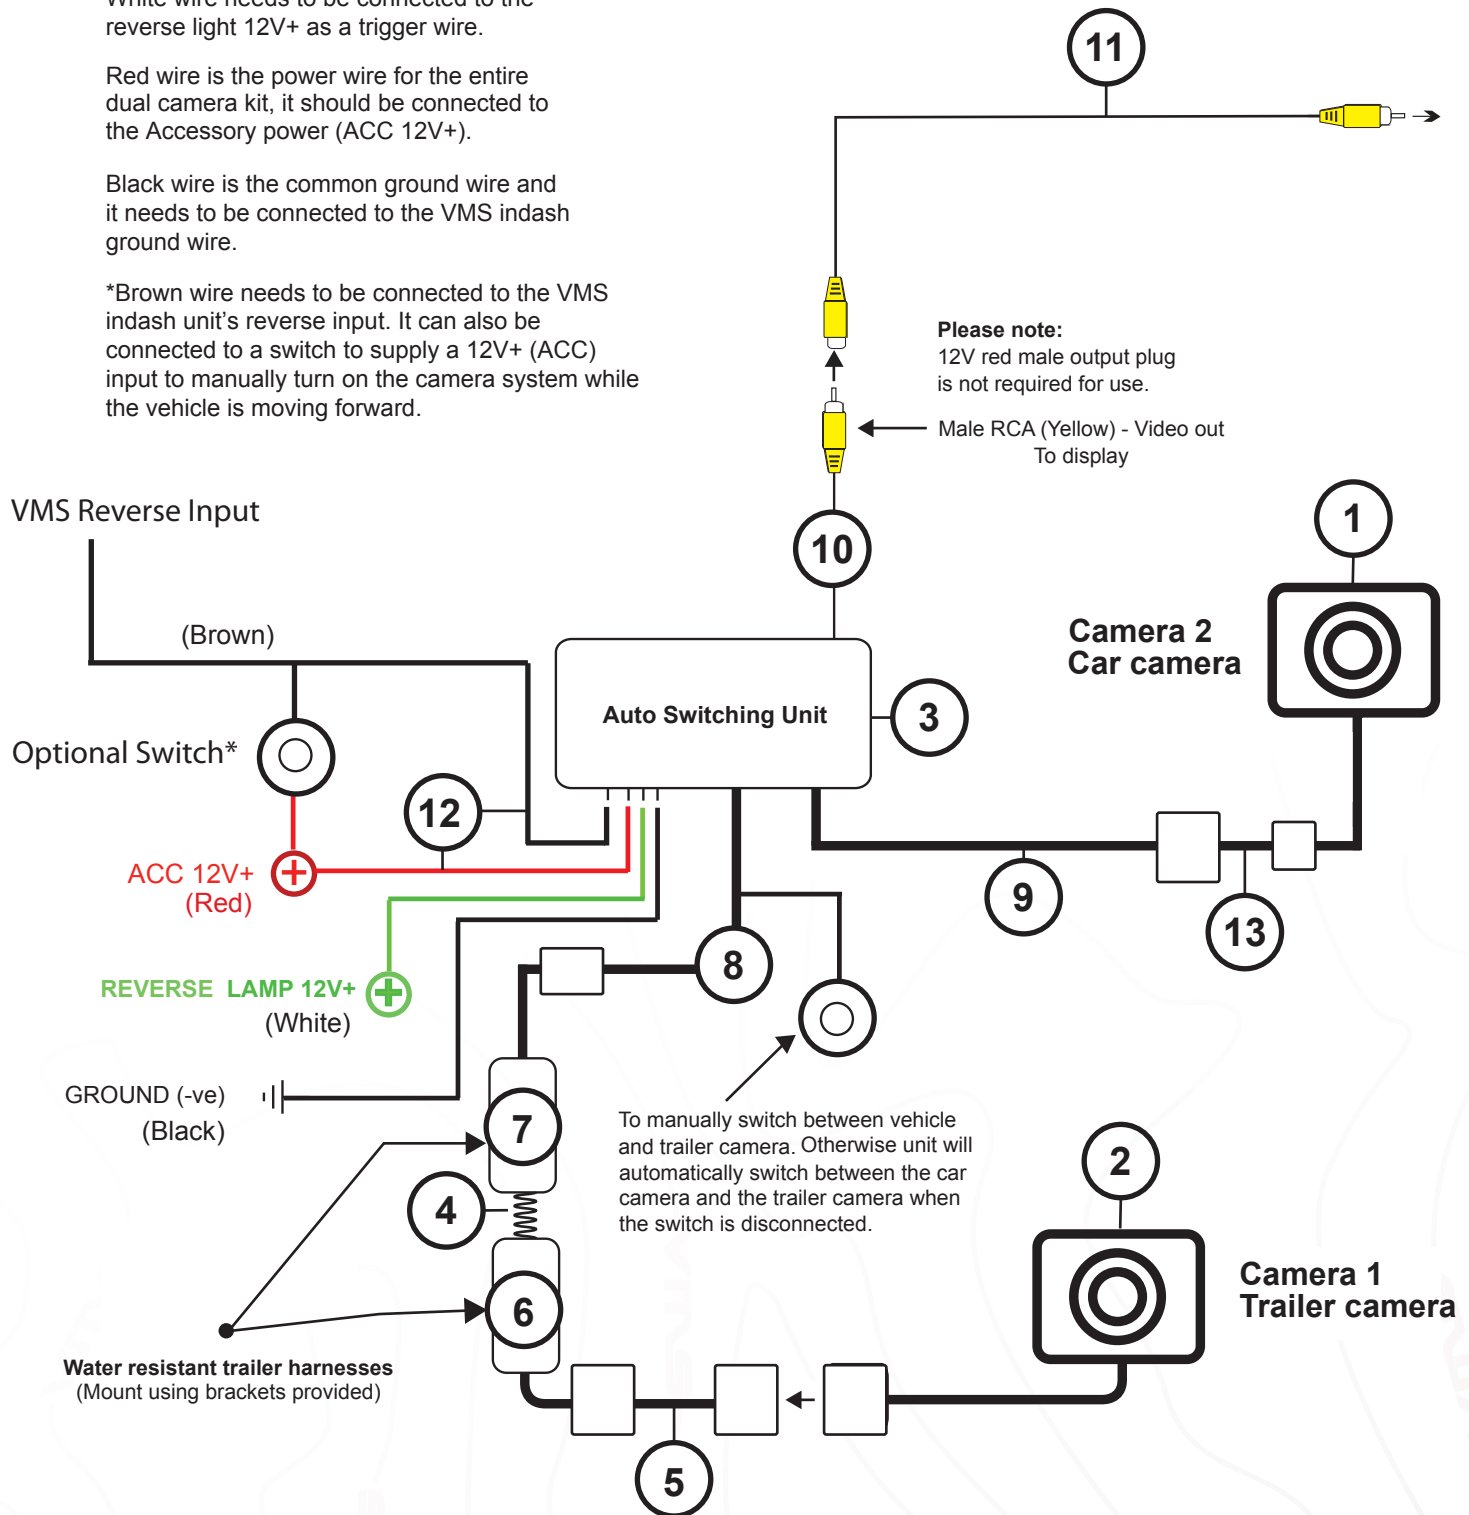 White wire needs to be connected to the
reverse light 12V+ as a trigger wire.
Red wire is the power wire for the entire
dual camera kit, it should be connected to
the Accessory power (ACC 12V+).
Black wire is the common ground wire and
it needs to be connected to the VMS indash
ground wire.
*Brown wire needs to be connected to the VMS
indash unit's reverse input. It can also be
connected to a switch to supply a 12V+ (ACC)
input to manually turn on the camera system while
the vehicle is moving forward.
11
Please note:
12V red male output plug
is not required for use.
Male RCA (Yellow) - Video out
To display
VMS Reverse Input
10
1
(Brown)
Camera 2
Car camera
Auto Switching Unit
3
Optional Switch*
12
ACC 12V+
(Red)
9
13
8
REVERSE LAMP 12V+
(White)
GROUND (-ve)
(Black)
7
To manually switch between vehicle
and trailer camera. Otherwise unit will
automatically switch between the car
camera and the trailer camera when
the switch is disconnected.
2
4
6
Camera 1
Trailer camera
Water resistant trailer harnesses
(Mount using brackets provided)
5